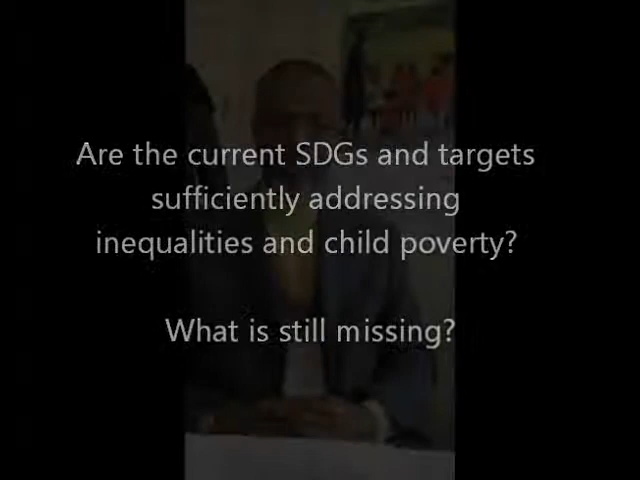 Are the current SDGs and targets
sufficiently addressing
inequalities and child poverty?
What is still missing?